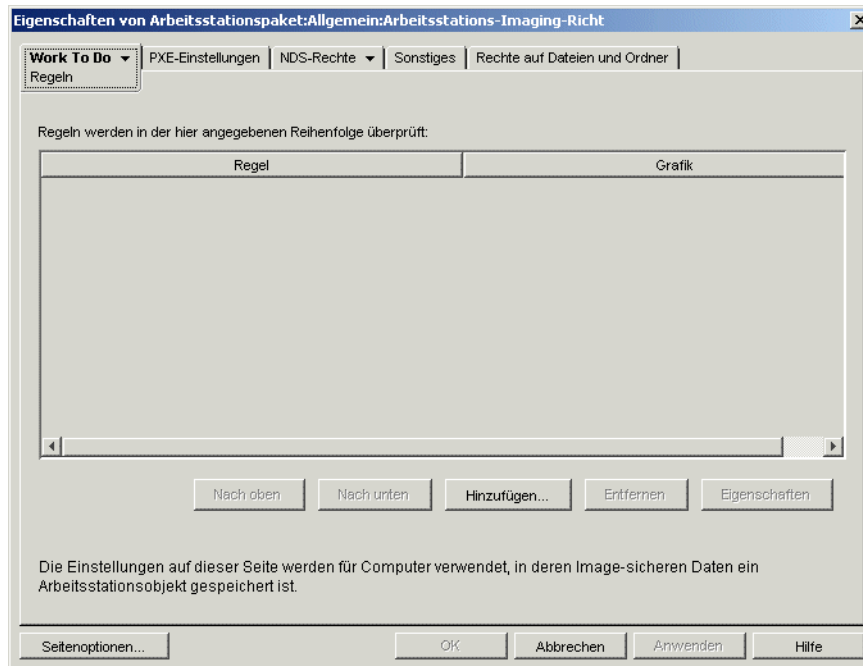 Eigenschaften von Arbeitsstationspaket:Allgemein:Arbeitsstations-Imaging-Richt
Work To Do PXE-Einstellungen NDS-Rechte Sonstiges Rechte auf Dateien und Ordner
Regeln
Regeln werden in der hier angegebenen Reihenfolge überprüft:
Regel Grafik
Nach oben Nach unten Hinzufügen... Entfernen Eigenschaften
Die Einstellungen auf dieser Seite werden für Computer verwendet, in deren Image-sicheren Daten ein
Arbeitsstationsobjekt gespeichert ist.
Seitenoptionen... OK Abbrechen Anwenden Hilfe